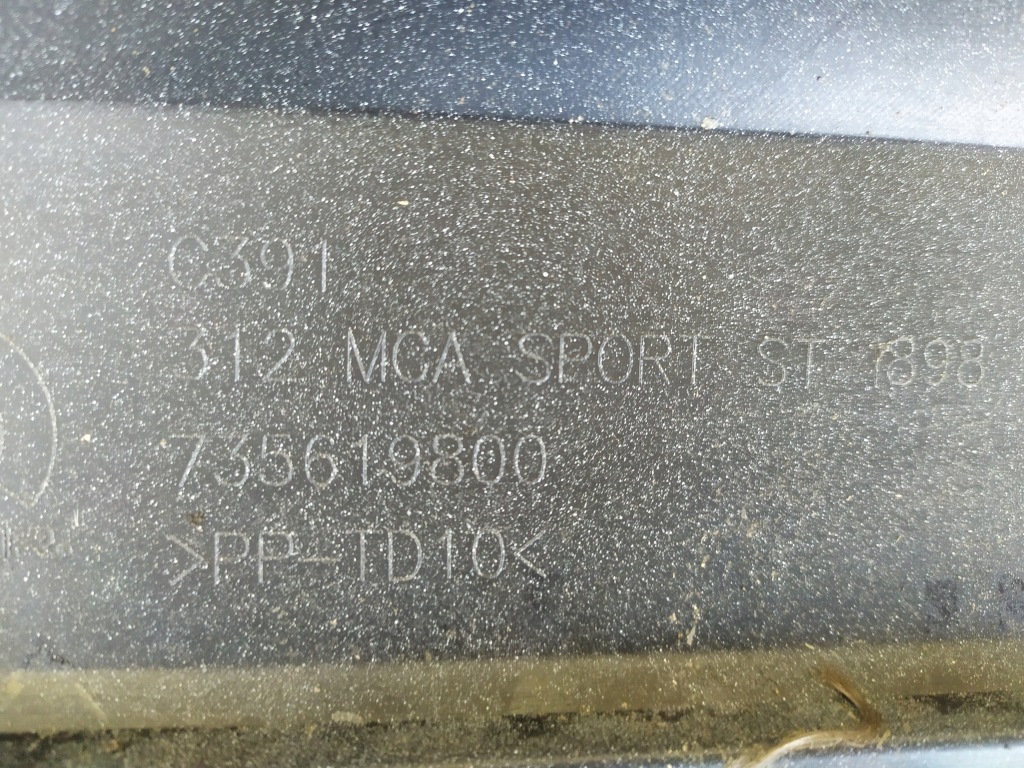 C391
312 MCA SPORT ST 1898
735619800
>PP-TD10<